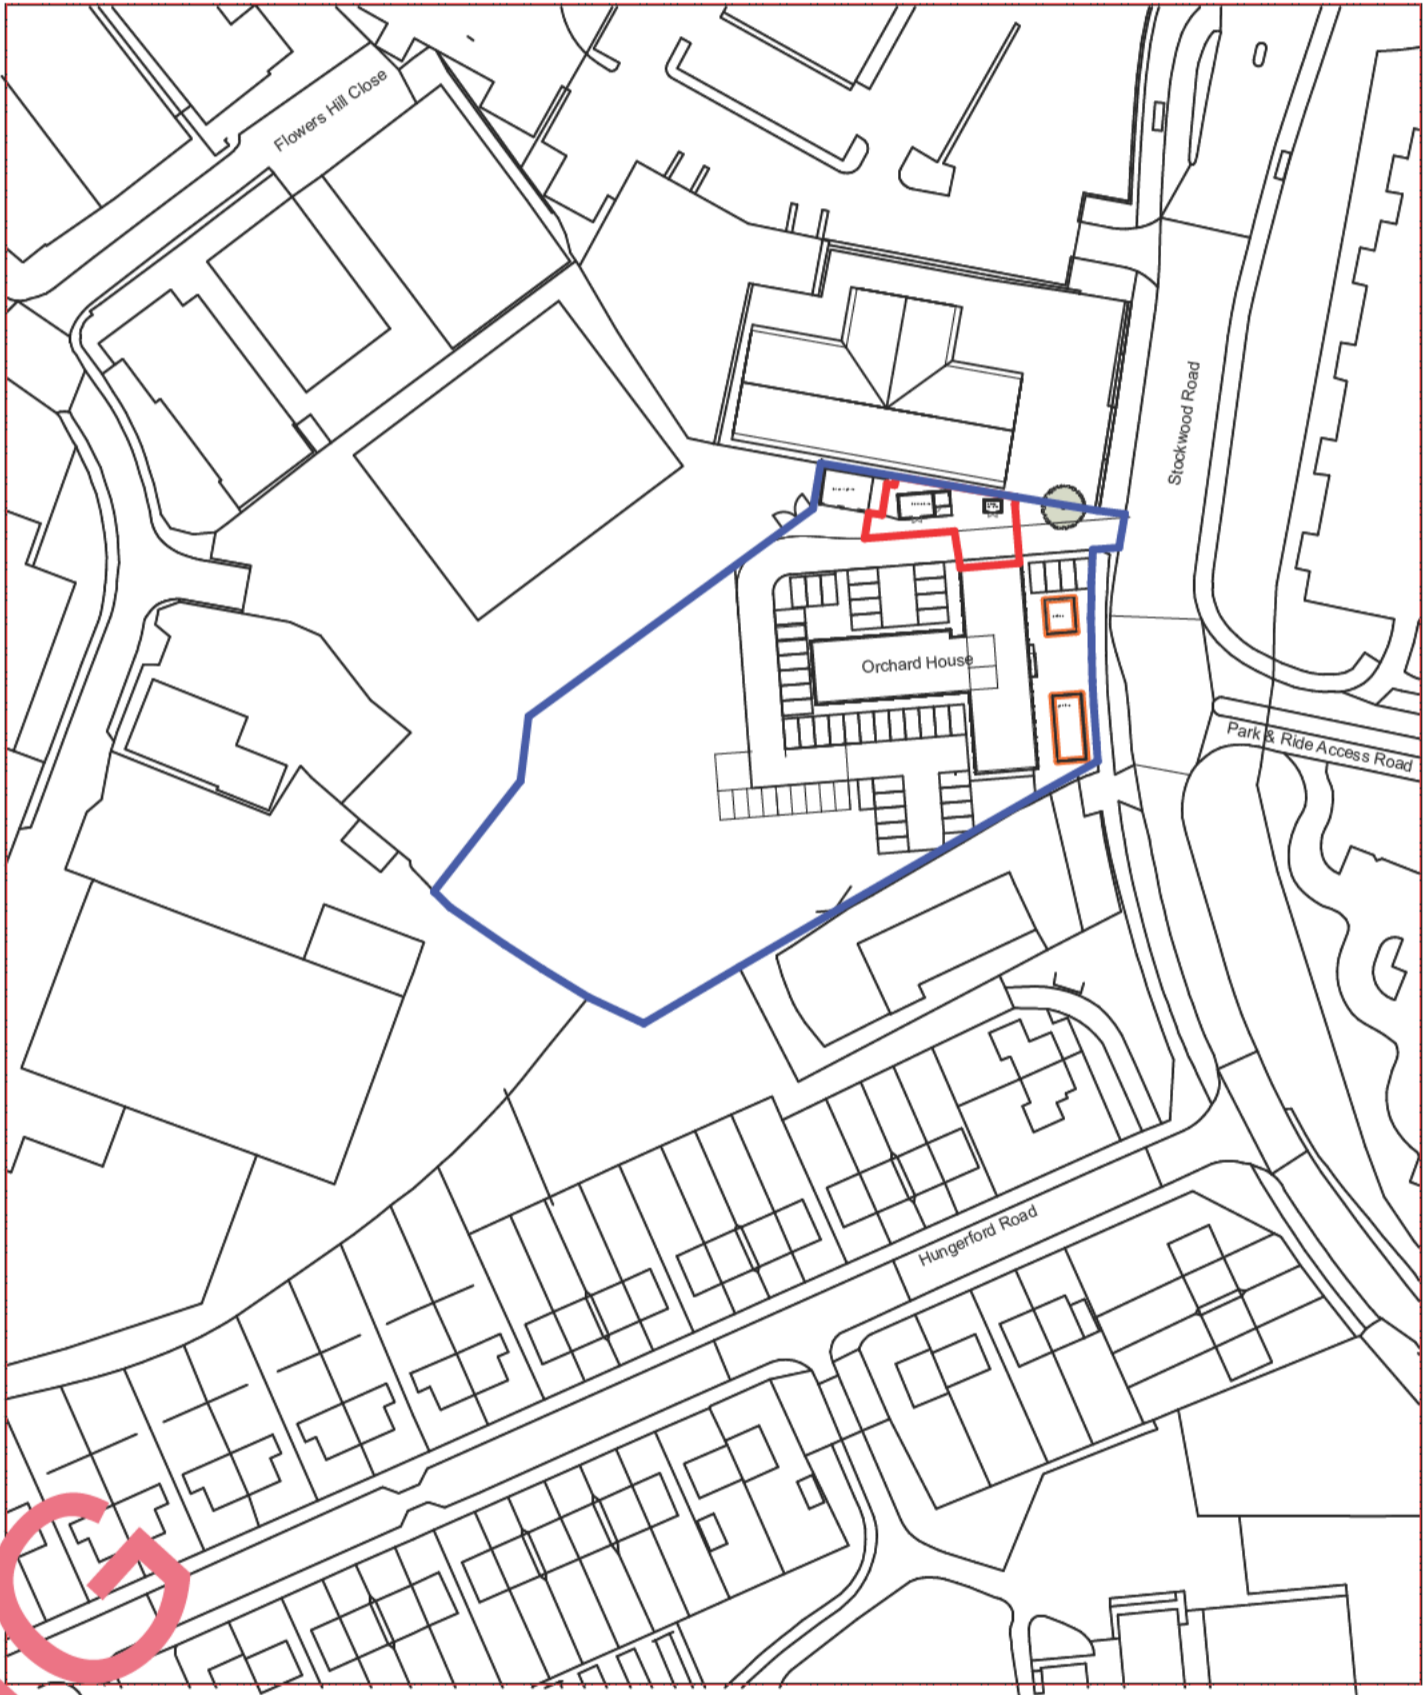 Flowers Hill Close
Stockwood Road
Orchard House
Park & Ride Access Road
Hungerford Road
G